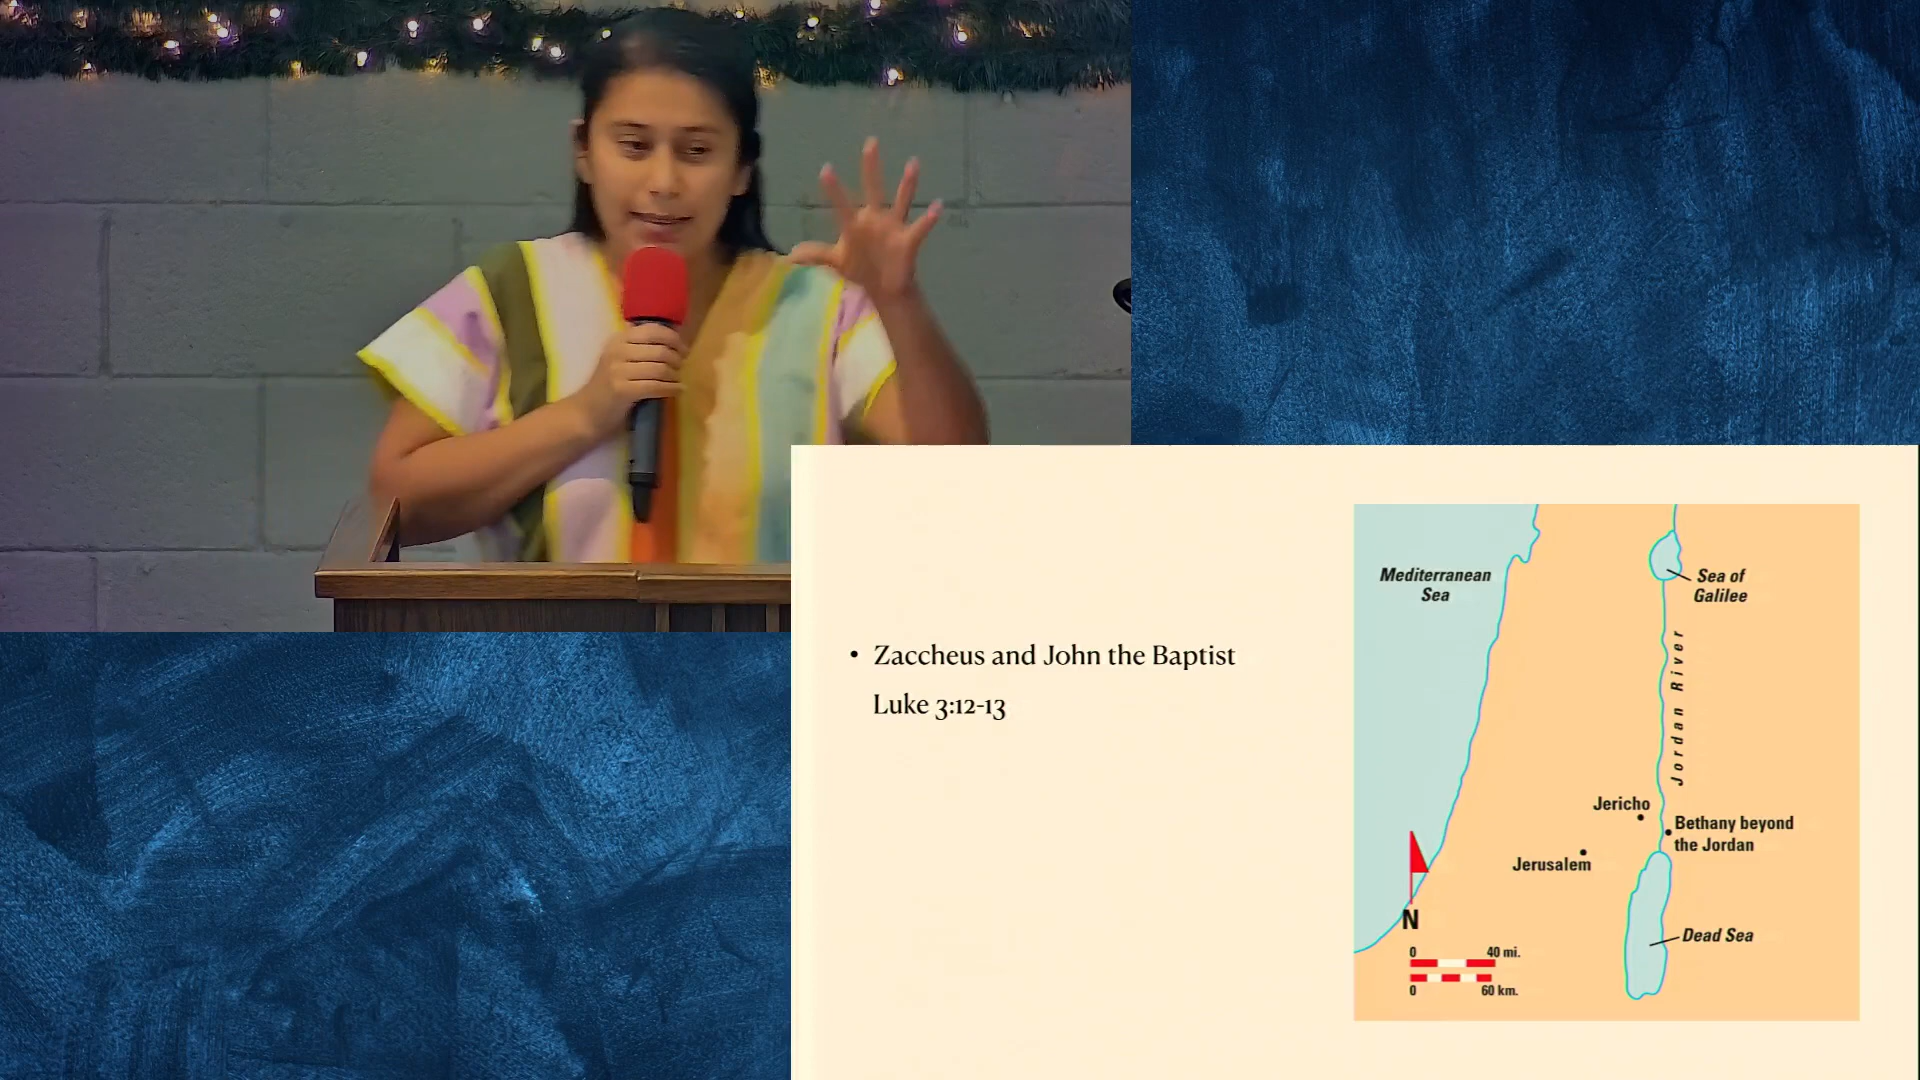 • Zaccheus and John the Baptist
Luke 3:12-13
Mediterranean
Sea
Sea of
Galilee
Jordan River
Jericho
Bethany beyond
the Jordan
Jerusalem
Dead Sea
N
0 40 mi.
0 60 km.